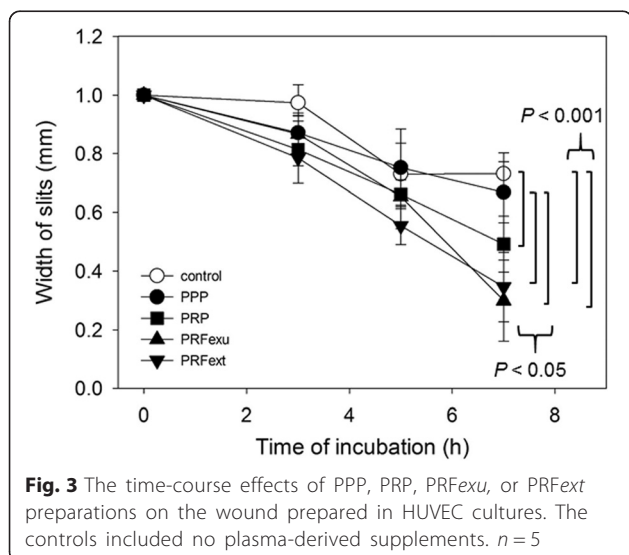 1.2
1.0
0.8
0.6
0.4
0.2
0.0
Width of slits (mm)
P < 0.001
control
PPP
PRP
PRFexu
PRFext
P < 0.05
0 2 4 6 8
Time of incubation (h)
Fig. 3 The time-course effects of PPP, PRP, PRFexu, or PRFext
preparations on the wound prepared in HUVEC cultures. The
controls included no plasma-derived supplements. n = 5